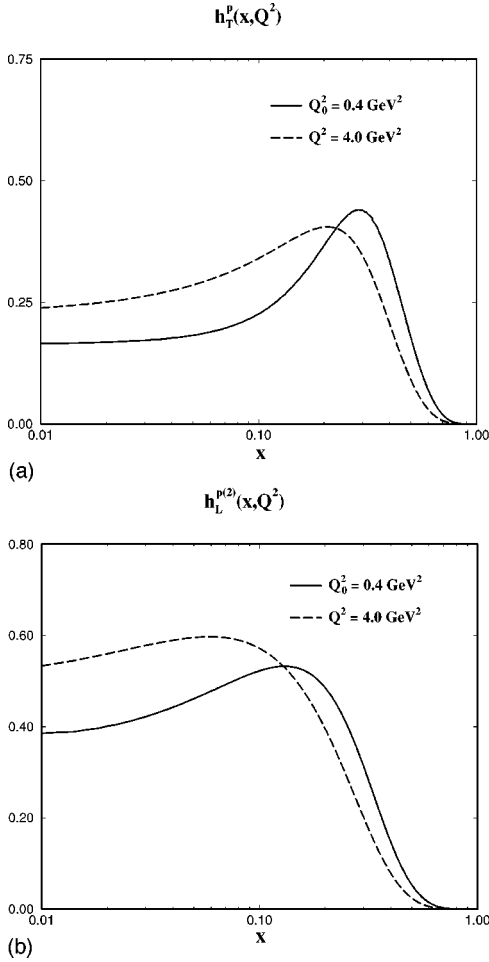 h_T^p(x,Q^2)
0.75
Q_0^2 = 0.4 GeV^2
Q^2 = 4.0 GeV^2
0.50
0.25
0.00
0.01 0.10 1.00
x
(a)
h_L^{p(2)}(x,Q^2)
0.80
Q_0^2 = 0.4 GeV^2
Q^2 = 4.0 GeV^2
0.60
0.40
0.20
0.00
0.01 0.10 1.00
x
(b)